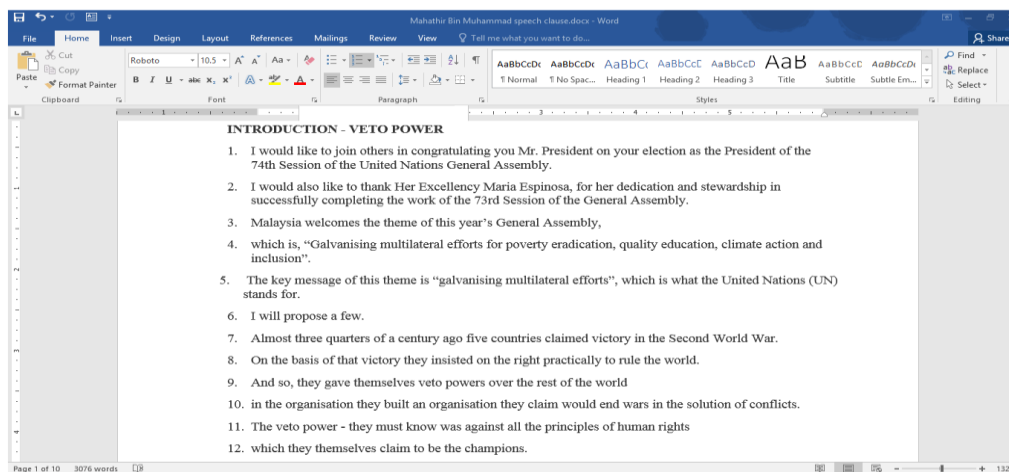 Mahathir Bin Muhammad speech clause.docx - Word
File Home Insert Design Layout References Mailings Review View Tell me what you want to do... Share
Cut
Copy
Paste
Format Painter
Clipboard
Roboto 10.5
Font
Paragraph
AaBbCcDc AaBbCcDc AaBbC AaBbCcE AaBbCcD AaB AaBbCcC AaBbCcDc
¶ Normal ¶ No Spac... Heading 1 Heading 2 Heading 3 Title Subtitle Subtle Em...
Styles
Find
Replace
Select
Editing
INTRODUCTION - VETO POWER
1. I would like to join others in congratulating you Mr. President on your election as the President of the
74th Session of the United Nations General Assembly.
2. I would also like to thank Her Excellency Maria Espinosa, for her dedication and stewardship in
successfully completing the work of the 73rd Session of the General Assembly.
3. Malaysia welcomes the theme of this year's General Assembly,
4. which is, “Galvanising multilateral efforts for poverty eradication, quality education, climate action and
inclusion”.
5. The key message of this theme is “galvanising multilateral efforts”, which is what the United Nations (UN)
stands for.
6. I will propose a few.
7. Almost three quarters of a century ago five countries claimed victory in the Second World War.
8. On the basis of that victory they insisted on the right practically to rule the world.
9. And so, they gave themselves veto powers over the rest of the world
10. in the organisation they built an organisation they claim would end wars in the solution of conflicts.
11. The veto power - they must know was against all the principles of human rights
12. which they themselves claim to be the champions.
Page 1 of 10 3076 words 132